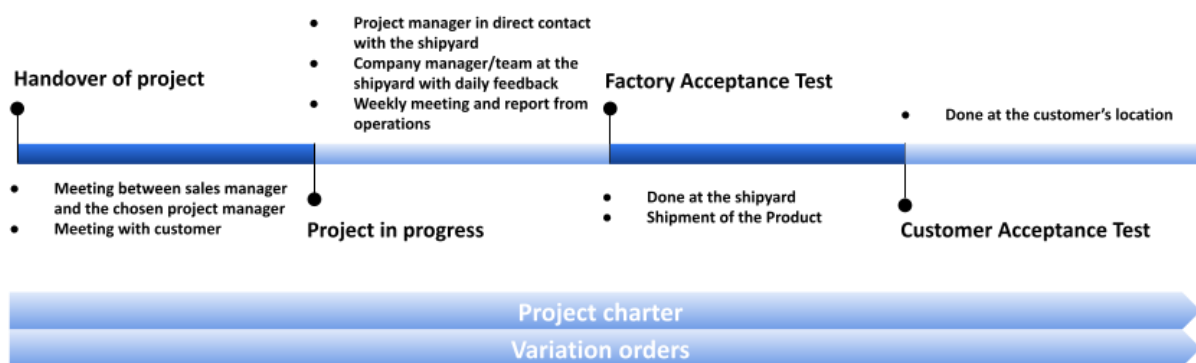 Handover of project
● Meeting between sales manager
and the chosen project manager
● Meeting with customer
● Project manager in direct contact
with the shipyard
● Company manager/team at the
shipyard with daily feedback
● Weekly meeting and report from
operations
Project in progress
Factory Acceptance Test
● Done at the shipyard
● Shipment of the Product
● Done at the customer’s location
Customer Acceptance Test
Project charter
Variation orders